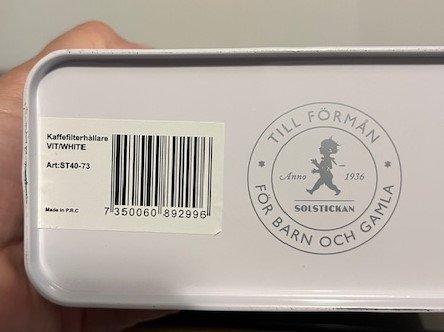 Kaffefilterhållare
VIT/WHITE
Art:ST40-73
Made in P.R.C
7 350060 892996
TILL FÖRMÅN
Anno 1936
SOLSTICKAN
FÖR BARN OCH GAMLA